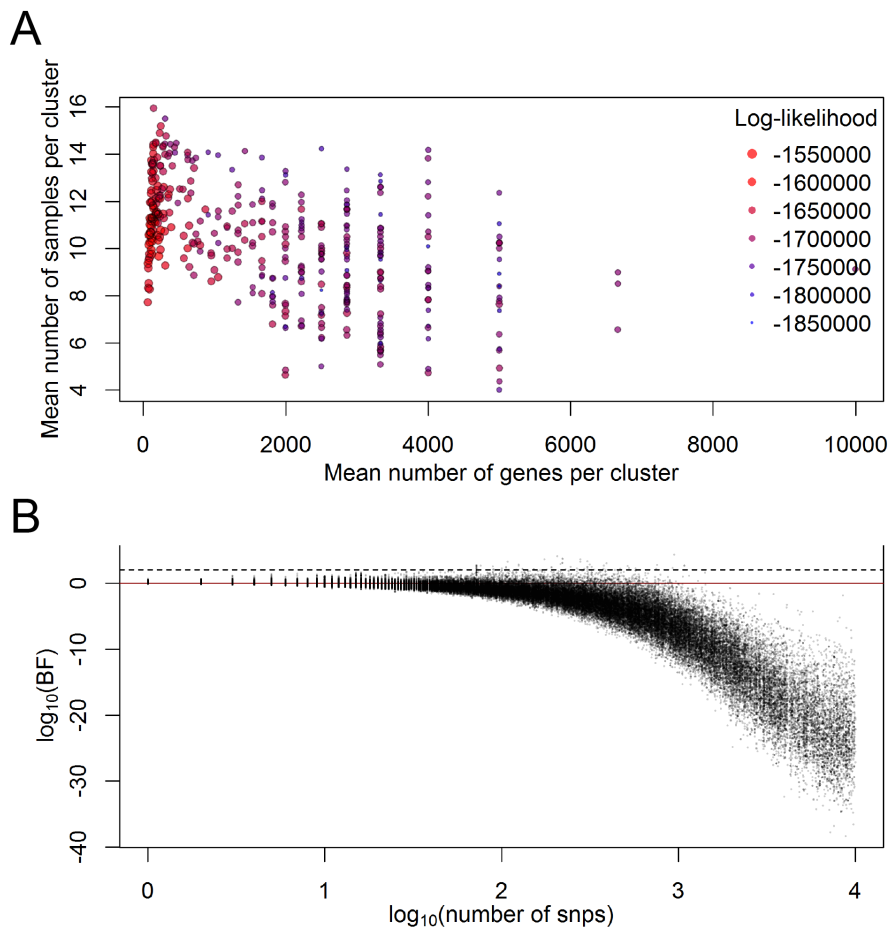 A
Mean number of samples per cluster
16
14
12
10
8
6
4
Log-likelihood
-1550000
-1600000
-1650000
-1700000
-1750000
-1800000
-1850000
0 2000 4000 6000 8000 10000
Mean number of genes per cluster
B
log10(BF)
0
-10
-20
-30
-40
0 1 2 3 4
log10(number of snps)